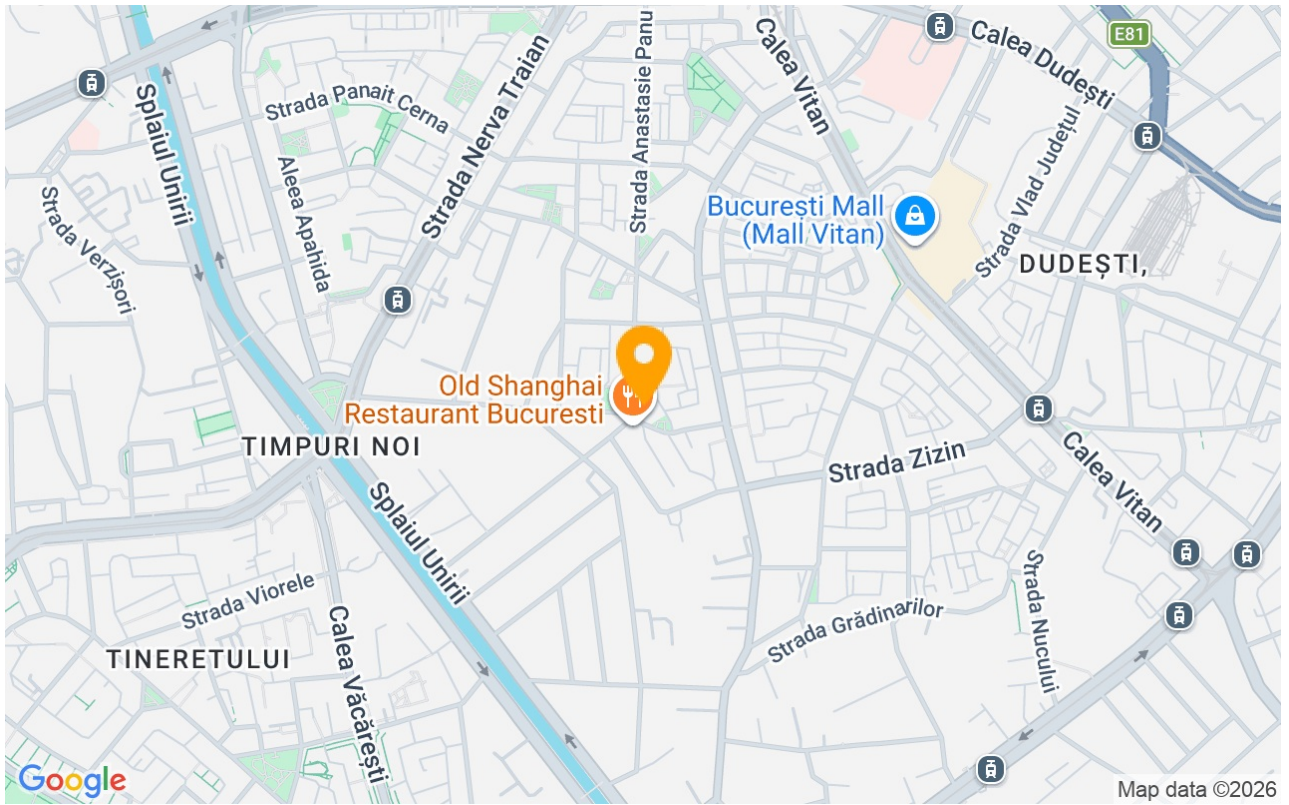 E81
Calea Dudești
Calea Vitan
Strada Anastasie Panu
Strada Nerva Traian
Strada Panait Cerna
Splaiul Unirii
Aleea Apahida
Strada Vlad Județul
Strada Verzișori
București Mall
(Mall Vitan)
DUDEȘTI,
Old Shanghai
Restaurant Bucuresti
TIMPURI NOI
Strada Zizin
Calea Vitan
Splaiul Unirii
Strada Viorele
Strada Grădinarilor
Strada Nucului
TINERETULUI
Calea Văcărești
Google
Map data ©2026